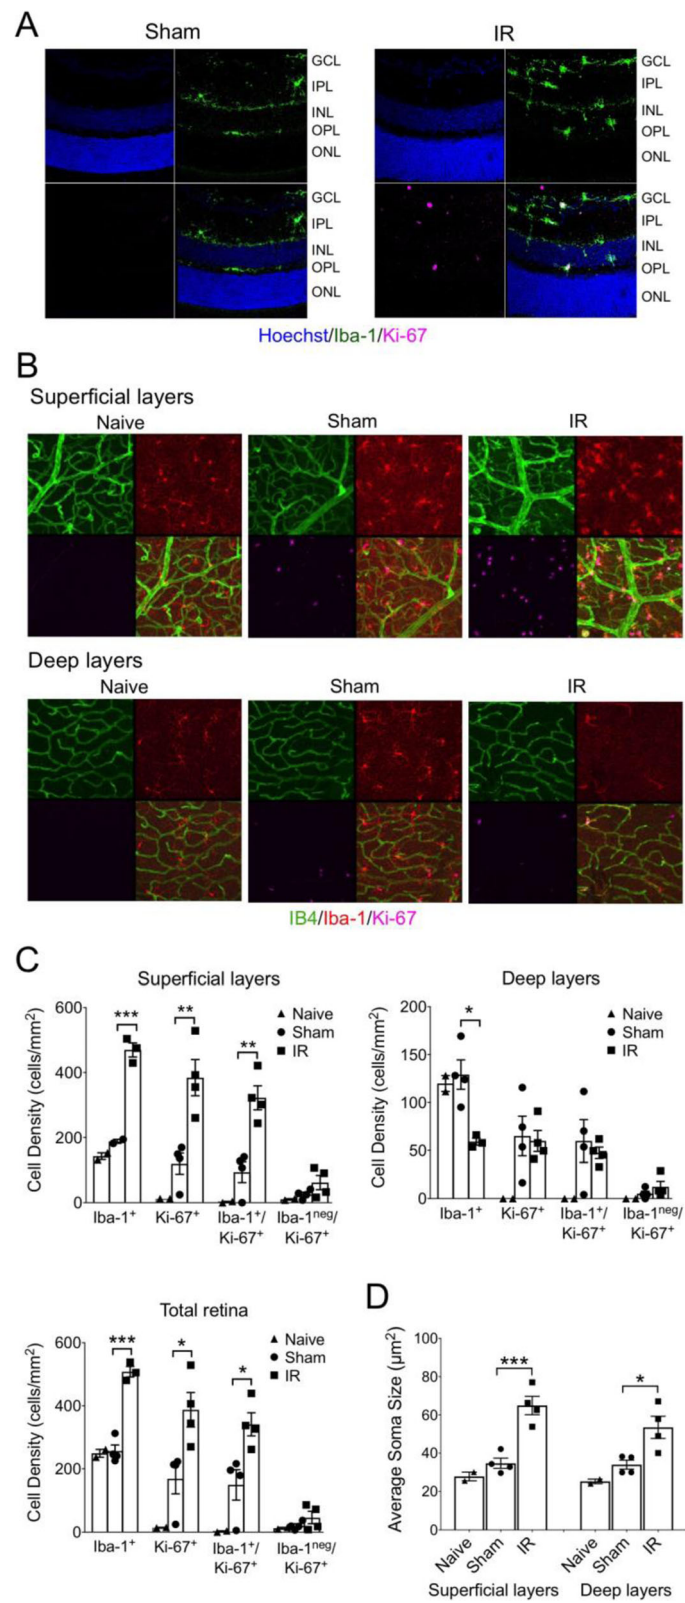 A
Sham IR
GCL
IPL
INL
OPL
ONL
GCL
IPL
INL
OPL
ONL
GCL
IPL
INL
OPL
ONL
GCL
IPL
INL
OPL
ONL
Hoechst/Iba-1/Ki-67
B
Superficial layers
Naive Sham IR
Deep layers
Naive Sham IR
IB4/Iba-1/Ki-67
C
Superficial layers
Cell Density (cells/mm²)
600
400
200
0
*** ** **
Naive
Sham
IR
Iba-1⁺ Ki-67⁺ Iba-1⁺/ Iba-1ⁿᵉᵍ/
Ki-67⁺ Ki-67⁺
Deep layers
Cell Density (cells/mm²)
200
150
100
50
0
*
Naive
Sham
IR
Iba-1⁺ Ki-67⁺ Iba-1⁺/ Iba-1ⁿᵉᵍ/
Ki-67⁺ Ki-67⁺
Total retina
Cell Density (cells/mm²)
600
400
200
0
*** * *
Naive
Sham
IR
Iba-1⁺ Ki-67⁺ Iba-1⁺/ Iba-1ⁿᵉᵍ/
Ki-67⁺ Ki-67⁺
D
Average Soma Size (µm²)
100
80
60
40
20
0
*** *
Naive Sham IR Naive Sham IR
Superficial layers Deep layers